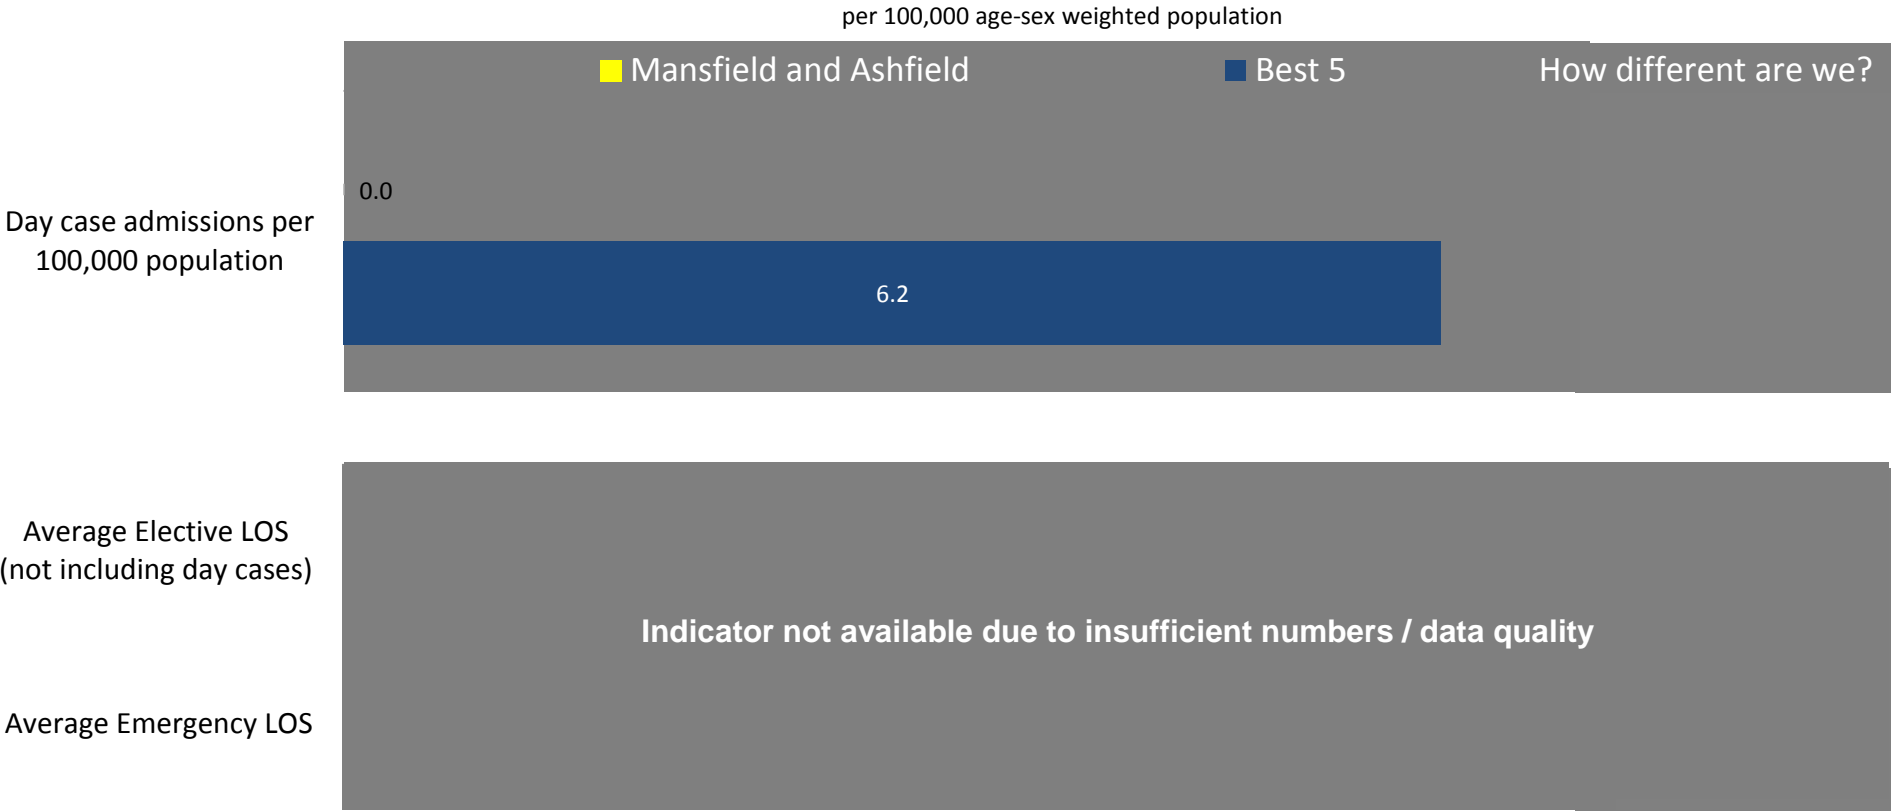 per 100,000 age-sex weighted population
Mansfield and Ashfield Best 5 How different are we?
0.0
Day case admissions per
100,000 population
6.2
Average Elective LOS
(not including day cases)
Indicator not available due to insufficient numbers / data quality
Average Emergency LOS